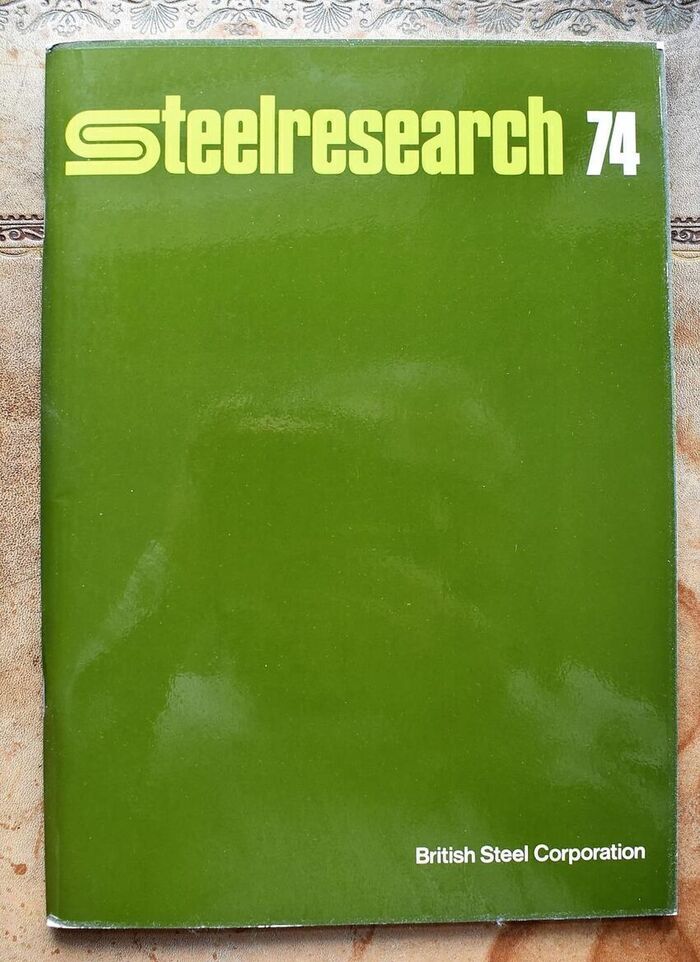 Steelresearch 74
British Steel Corporation